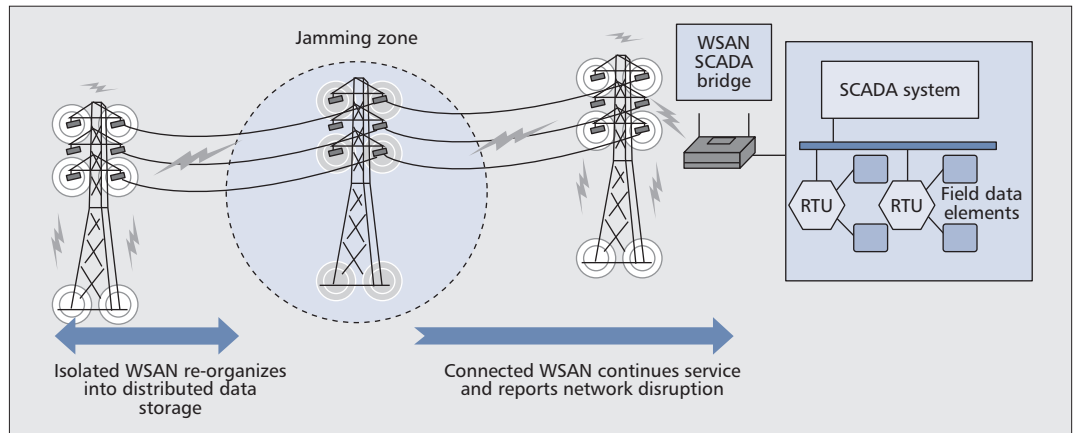 Jamming zone
WSAN
SCADA
bridge
SCADA system
RTU
RTU
Field data
elements
Isolated WSAN re-organizes
into distributed data
storage
Connected WSAN continues service
and reports network disruption